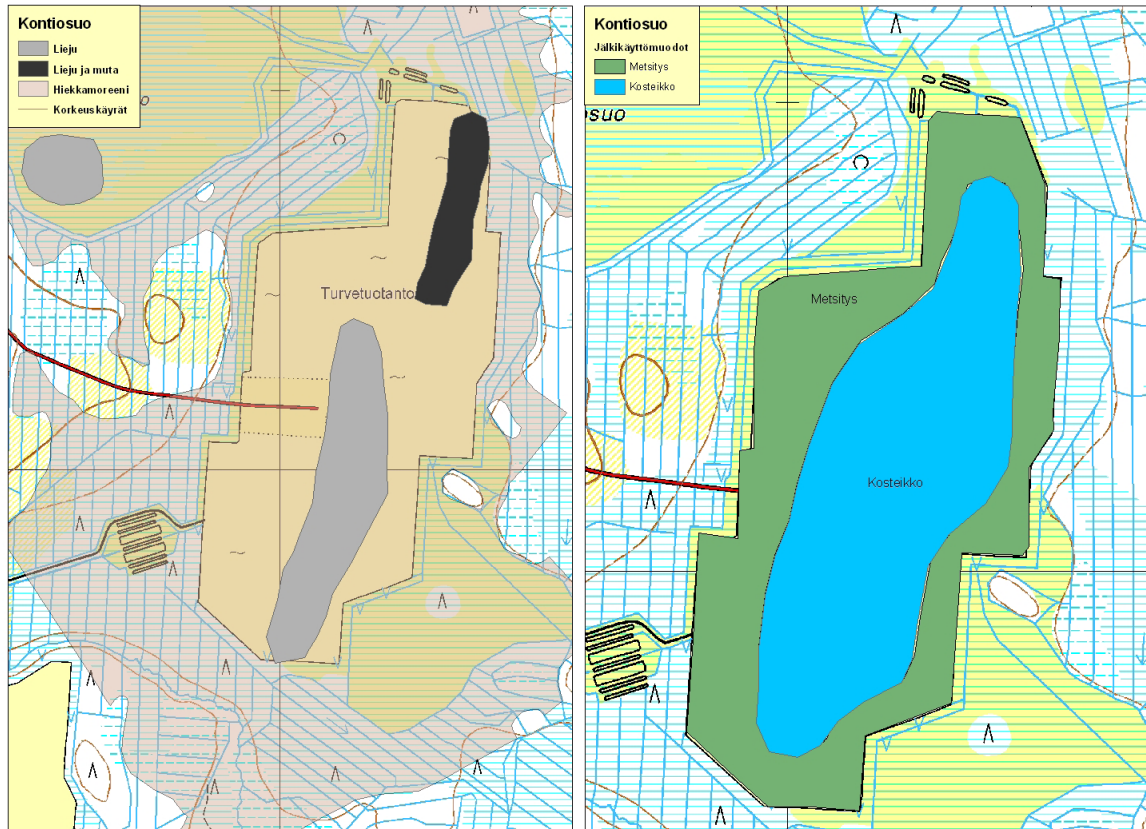 Kontiosuo
Lieju
Lieju ja muta
Hiekkamoreeni
Korkeuskäyrät
o
Turvetuotanto
Kontiosuo
Jälkikäyttömuodot
Metsitys
Kosteikko
suo
Metsitys
Kosteikko